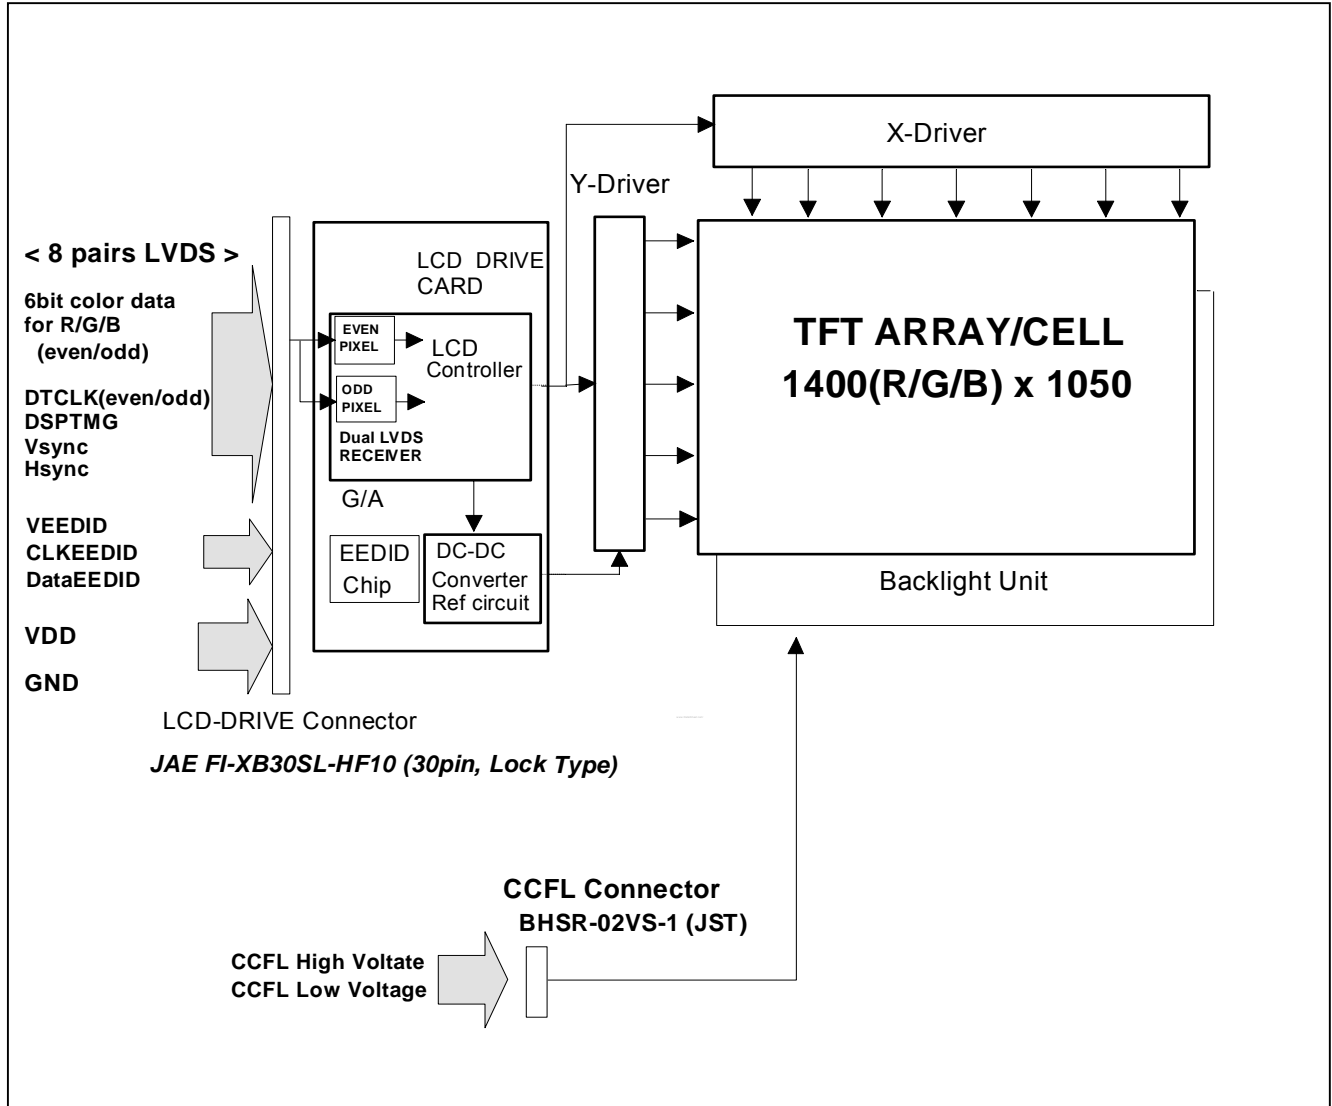 X-Driver
Y-Driver
< 8 pairs LVDS >
6bit color data
for R/G/B
(even/odd)
DTCLK(even/odd)
DSPTMG
Vsync
Hsync
VEEDID
CLKEEDID
DataEEDID
VDD
GND
LCD DRIVE
CARD
EVEN
PIXEL
LCD
Controller
ODD
PIXEL
Dual LVDS
RECEIVER
G/A
EEDID
Chip
DC-DC
Converter
Ref circuit
TFT ARRAY/CELL
1400(R/G/B) x 1050
Backlight Unit
LCD-DRIVE Connector
JAE FI-XB30SL-HF10 (30pin, Lock Type)
CCFL Connector
BHSR-02VS-1 (JST)
CCFL High Voltate
CCFL Low Voltage